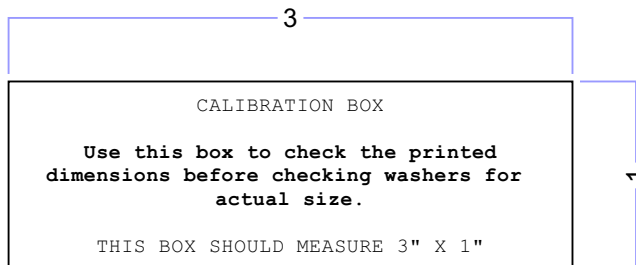 3
CALIBRATION BOX
Use this box to check the printed
dimensions before checking washers for
actual size.
1
THIS BOX SHOULD MEASURE 3" X 1"